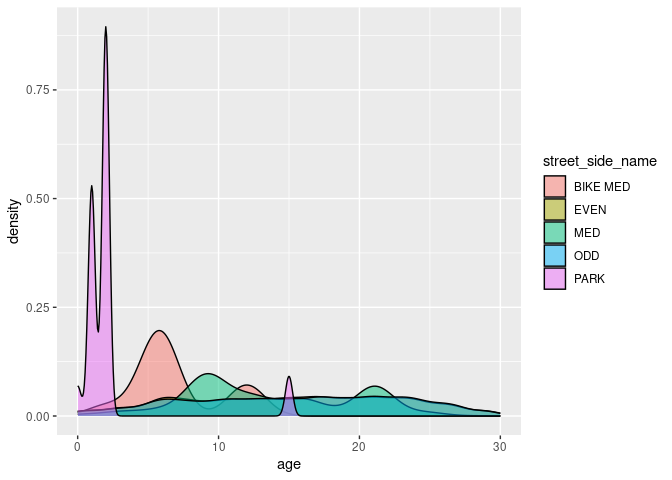 0.75
0.50
0.25
0.00
density
0
10
20
30
age
street_side_name
BIKE MED
EVEN
MED
ODD
PARK